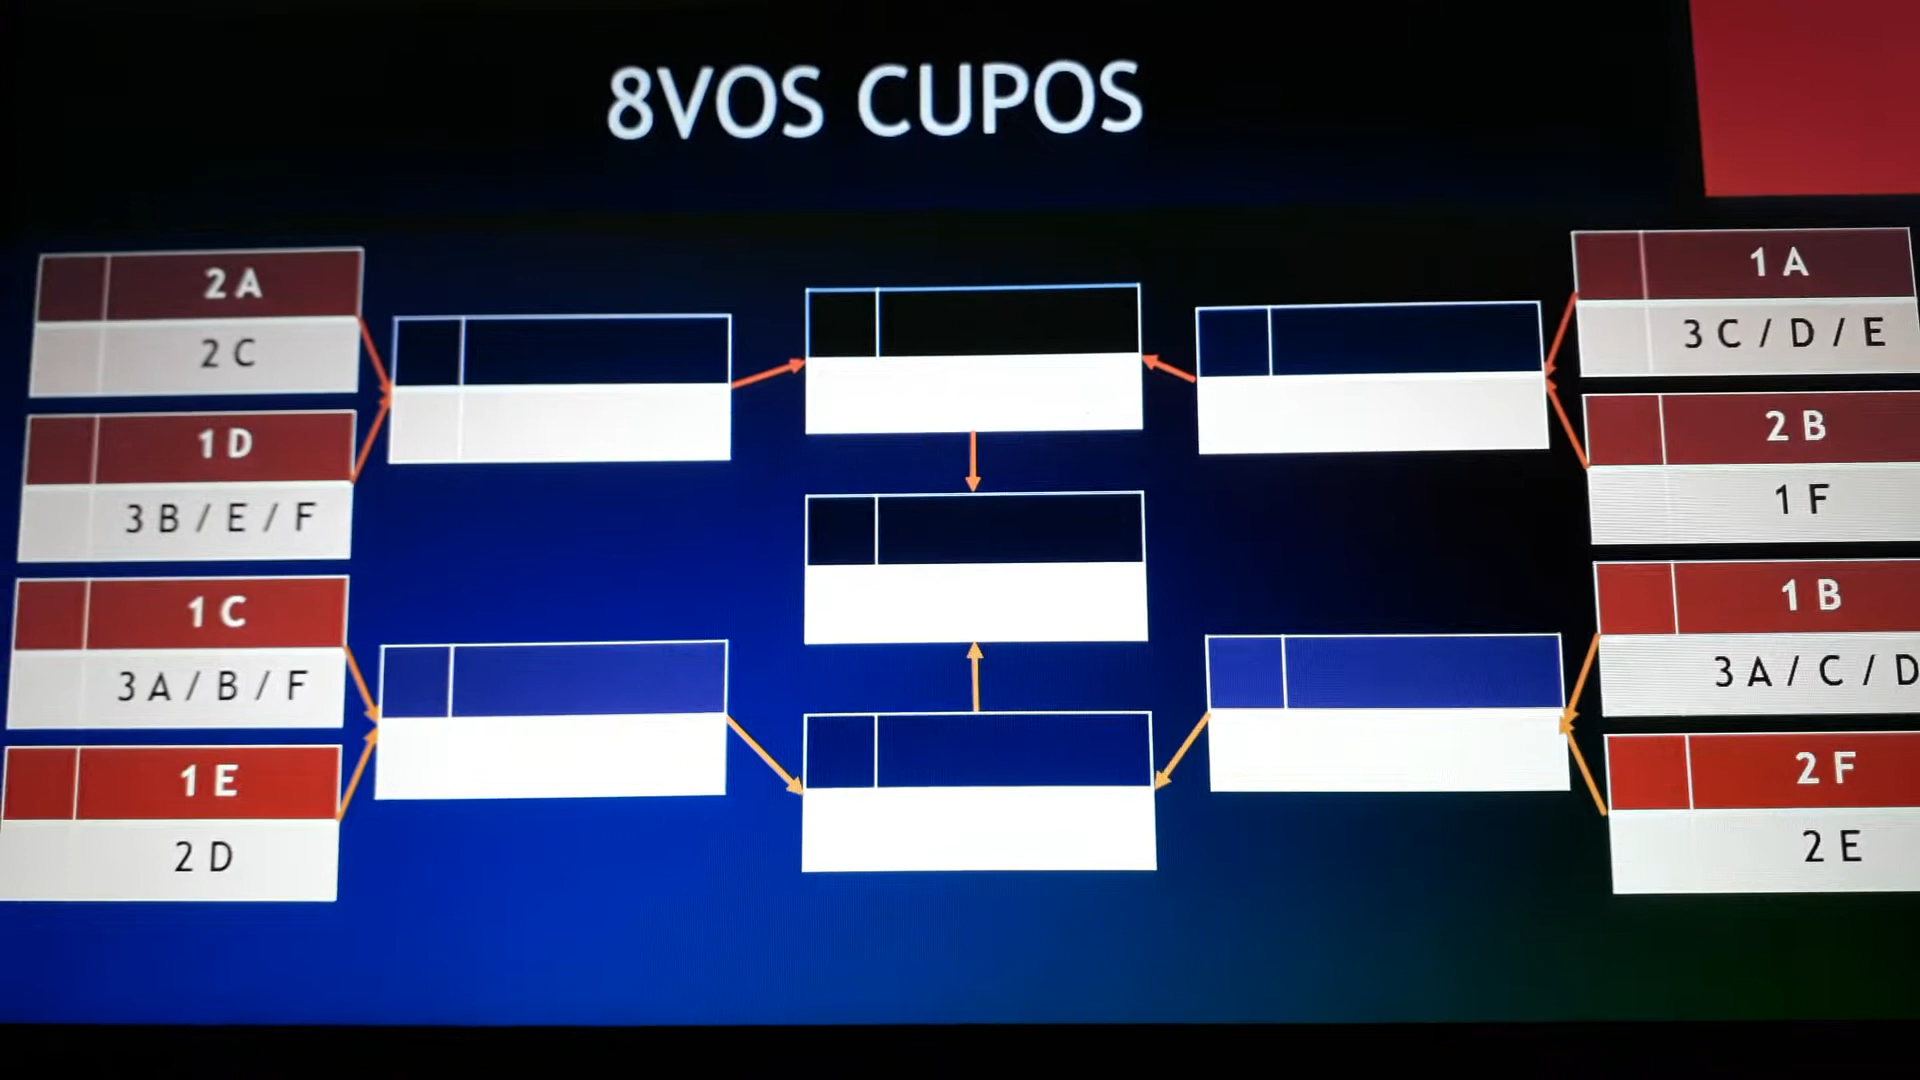 8VOS CUPOS
2 A
2 C
1 D
3 B / E / F
1 C
3 A / B / F
1 E
2 D
1 A
3 C / D / E
2 B
1 F
1 B
3 A / C / D
2 F
2 E